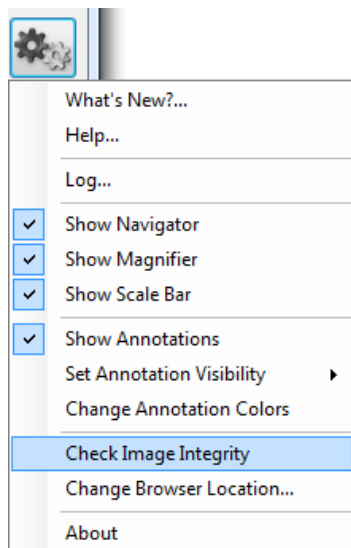 What's New?...
Help...
Log...
Show Navigator
Show Magnifier
Show Scale Bar
Show Annotations
Set Annotation Visibility
Change Annotation Colors
Check Image Integrity
Change Browser Location...
About